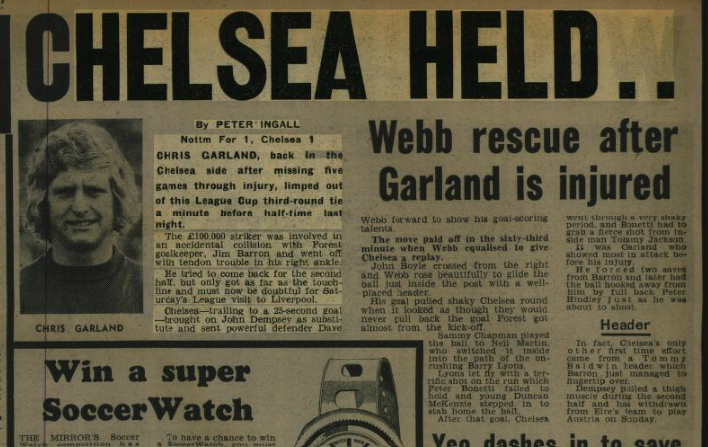 CHELSEA HELD..
By PETER INGALL
Nottm For 1, Chelsea 1
CHRIS GARLAND, back in the
Chelsea side after missing five
games through injury, limped out
of this League Cup third-round tie
a minute before half-time last
night.
The £100,000 striker was involved in
an accidental collision with Forest
goalkeeper, Jim Barron and went off
with tendon trouble in his right ankle.
He tried to come back for the second
half, but only got as far as the touch-
line and must now be doubtful for Sat-
urday's League visit to Liverpool.
Chelsea—trailing to a 25-second goal
—brought on John Dempsey as substi-
tute and sent powerful defender Dave
CHRIS GARLAND
Webb rescue after
Garland is injured
Webb forward to show his goal-scoring
talents.
The move paid off in the sixty-third
minute when Webb equalised to give
Chelsea a replay.
John Boyle crossed from the right
and Webb rose beautifully to glide the
ball just inside the post with a well-
placed header.
His goal pulled shaky Chelsea round
when it looked as though they would
never pull back the goal Forest got
almost from the kick-off.
Sammy Chapman played
the ball to Neil Martin,
who switched it inside
into the path of the on-
rushing Barry Lyons.
Lyons let fly with a ter-
rific shot on the run which
Peter Bonetti failed to
hold and young Duncan
McKenzie stepped in to
stab home the ball.
After that goal, Chelsea
went through a very shaky
period, and Bonetti had to
grab a fierce shot from in-
side man Tommy Jackson.
It was Garland who
showed most in attack be-
fore his injury.
He forced two saves
from Barron and later had
the ball hooked away from
him by full back Peter
Hindley just as he was
about to shoot.
Header
In fact, Chelsea's only
other first time effort
came from a Tommy
Baldwin header which
Barron just managed to
fingertip over.
Dempsey pulled a thigh
muscle during the second
half and has withdrawn
from Eire's team to play
Austria on Sunday.
Win a super
SoccerWatch
THE MIRROR'S Soccer
To have a chance to win
Yeo dashes in to save